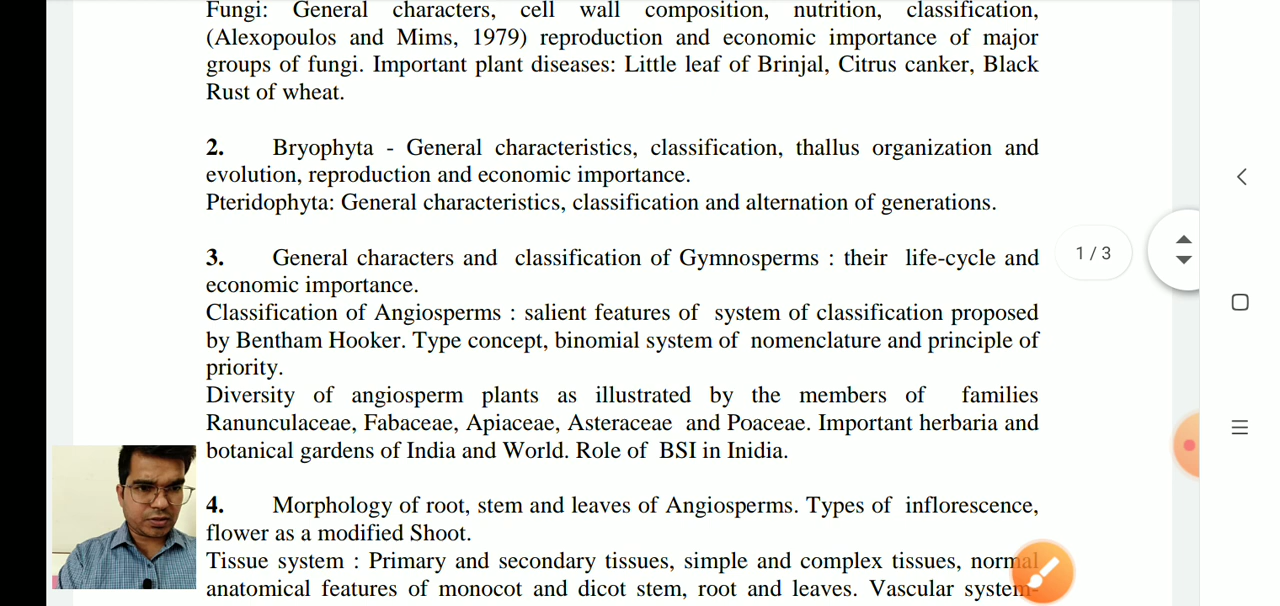 Fungi: General characters, cell wall composition, nutrition, classification,
(Alexopoulos and Mims, 1979) reproduction and economic importance of major
groups of fungi. Important plant diseases: Little leaf of Brinjal, Citrus canker, Black
Rust of wheat.
2. Bryophyta - General characteristics, classification, thallus organization and
evolution, reproduction and economic importance.
Pteridophyta: General characteristics, classification and alternation of generations.
3. General characters and classification of Gymnosperms : their life-cycle and
economic importance.
Classification of Angiosperms : salient features of system of classification proposed
by Bentham Hooker. Type concept, binomial system of nomenclature and principle of
priority.
Diversity of angiosperm plants as illustrated by the members of families
Ranunculaceae, Fabaceae, Apiaceae, Asteraceae and Poaceae. Important herbaria and
botanical gardens of India and World. Role of BSI in Inidia.
4. Morphology of root, stem and leaves of Angiosperms. Types of inflorescence,
flower as a modified Shoot.
Tissue system : Primary and secondary tissues, simple and complex tissues, normal
anatomical features of monocot and dicot stem, root and leaves. Vascular system-
1 / 3